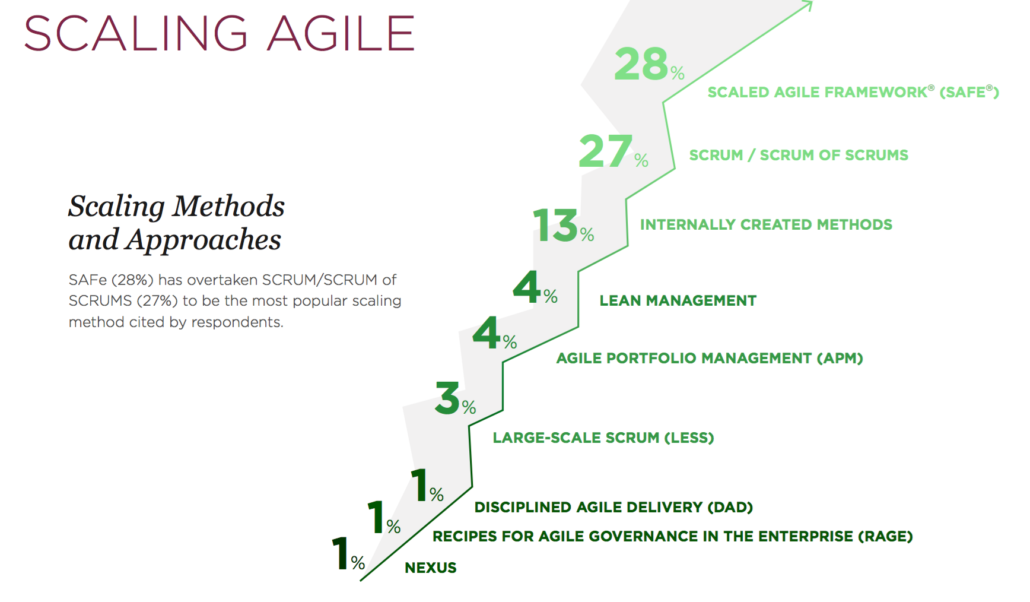 SCALING AGILE
Scaling Methods
and Approaches
SAFe (28%) has overtaken SCRUM/SCRUM of
SCRUMS (27%) to be the most popular scaling
method cited by respondents.
28%
SCALED AGILE FRAMEWORK® (SAFE®)
27%
SCRUM / SCRUM OF SCRUMS
13%
INTERNALLY CREATED METHODS
4%
LEAN MANAGEMENT
4%
AGILE PORTFOLIO MANAGEMENT (APM)
3%
LARGE-SCALE SCRUM (LESS)
1%
DISCIPLINED AGILE DELIVERY (DAD)
1%
RECIPES FOR AGILE GOVERNANCE IN THE ENTERPRISE (RAGE)
1%
NEXUS